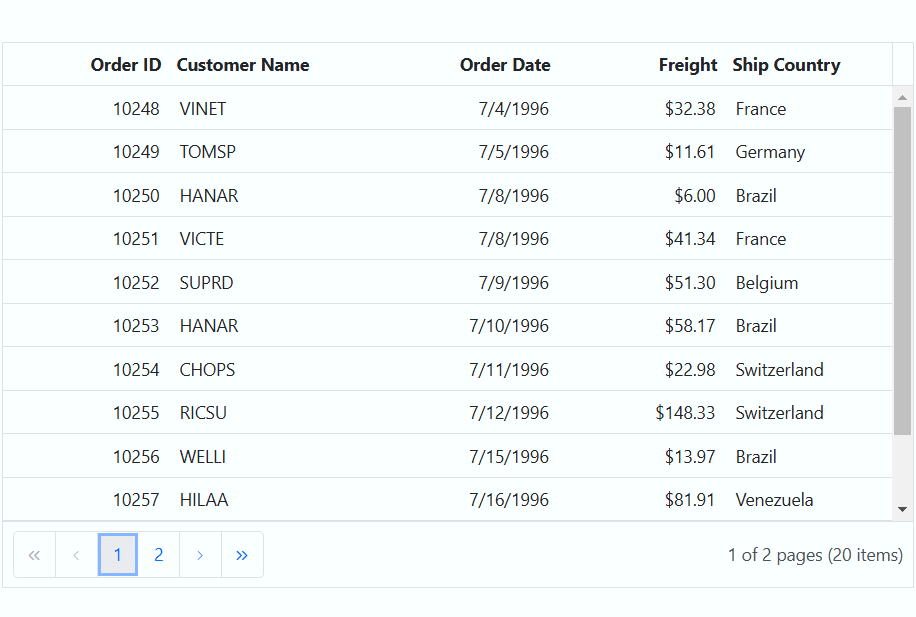 Order ID Customer Name Order Date Freight Ship Country
10248 VINET 7/4/1996 $32.38 France
10249 TOMSP 7/5/1996 $11.61 Germany
10250 HANAR 7/8/1996 $6.00 Brazil
10251 VICTE 7/8/1996 $41.34 France
10252 SUPRD 7/9/1996 $51.30 Belgium
10253 HANAR 7/10/1996 $58.17 Brazil
10254 CHOPS 7/11/1996 $22.98 Switzerland
10255 RICSU 7/12/1996 $148.33 Switzerland
10256 WELLI 7/15/1996 $13.97 Brazil
10257 HILAA 7/16/1996 $81.91 Venezuela
« ‹ 1 2 › » 1 of 2 pages (20 items)